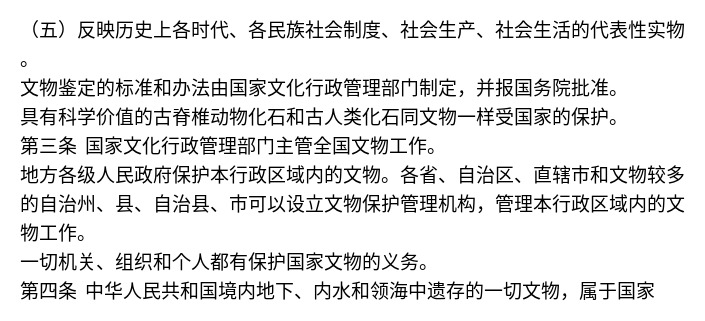 （五）反映历史上各时代、各民族社会制度、社会生产、社会生活的代表性实物
。
文物鉴定的标准和办法由国家文化行政管理部门制定，并报国务院批准。
具有科学价值的古脊椎动物化石和古人类化石同文物一样受国家的保护。
第三条 国家文化行政管理部门主管全国文物工作。
地方各级人民政府保护本行政区域内的文物。各省、自治区、直辖市和文物较多
的自治州、县、自治县、市可以设立文物保护管理机构，管理本行政区域内的文
物工作。
一切机关、组织和个人都有保护国家文物的义务。
第四条 中华人民共和国境内地下、内水和领海中遗存的一切文物，属于国家